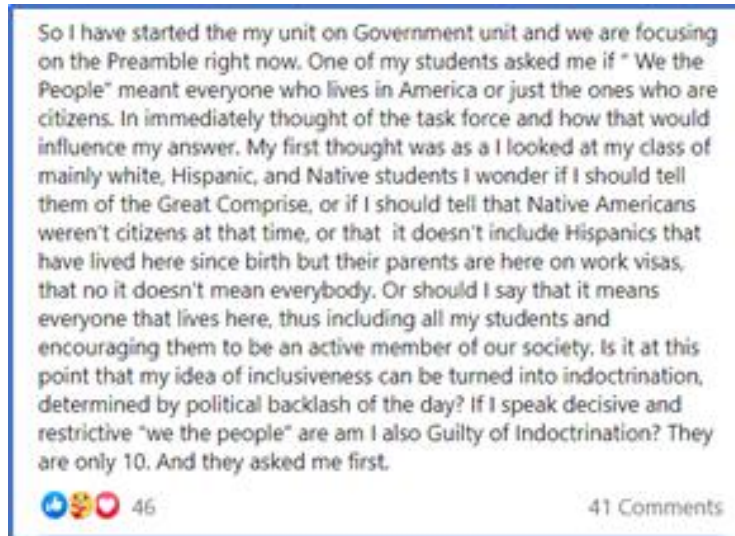 So I have started the my unit on Government unit and we are focusing
on the Preamble right now. One of my students asked me if " We the
People" meant everyone who lives in America or just the ones who are
citizens. In immediately thought of the task force and how that would
influence my answer. My first thought was as a I looked at my class of
mainly white, Hispanic, and Native students I wonder if I should tell
them of the Great Comprise, or if I should tell that Native Americans
weren't citizens at that time, or that it doesn't include Hispanics that
have lived here since birth but their parents are here on work visas,
that no it doesn't mean everybody. Or should I say that it means
everyone that lives here, thus including all my students and
encouraging them to be an active member of our society. Is it at this
point that my idea of inclusiveness can be turned into indoctrination,
determined by political backlash of the day? If I speak decisive and
restrictive "we the people" are am I also Guilty of Indoctrination? They
are only 10. And they asked me first.
46 41 Comments